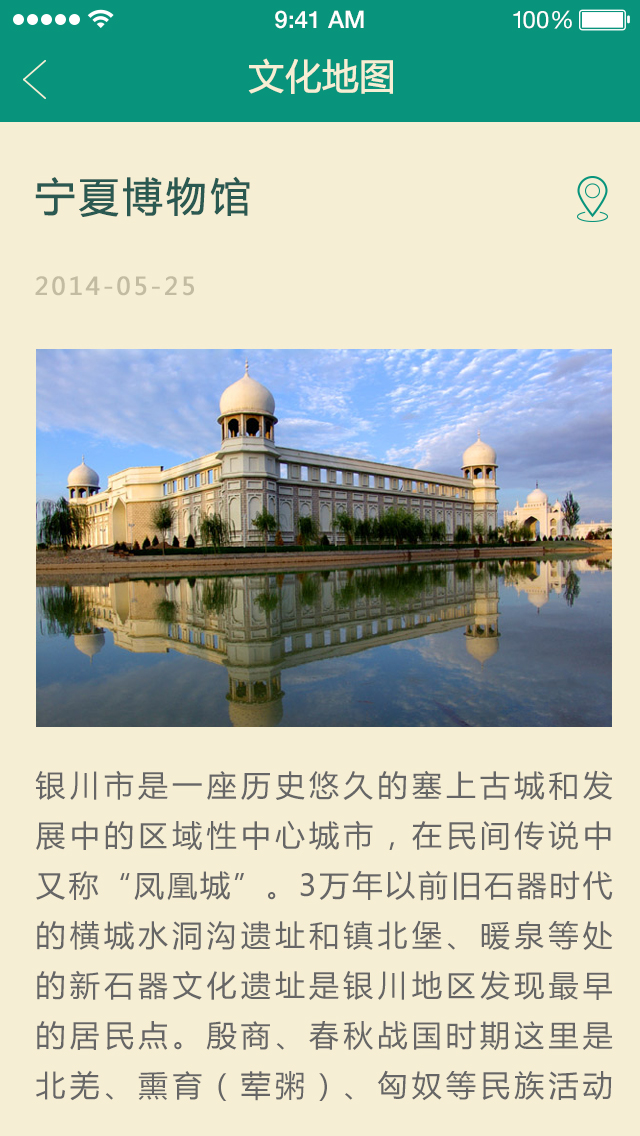 9:41 AM 100%
文化地图
宁夏博物馆
2014-05-25
银川市是一座历史悠久的塞上古城和发
展中的区域性中心城市，在民间传说中
又称“凤凰城”。3万年以前旧石器时代
的横城水洞沟遗址和镇北堡、暖泉等处
的新石器文化遗址是银川地区发现最早
的居民点。殷商、春秋战国时期这里是
北羌、熏育（荤粥）、匈奴等民族活动